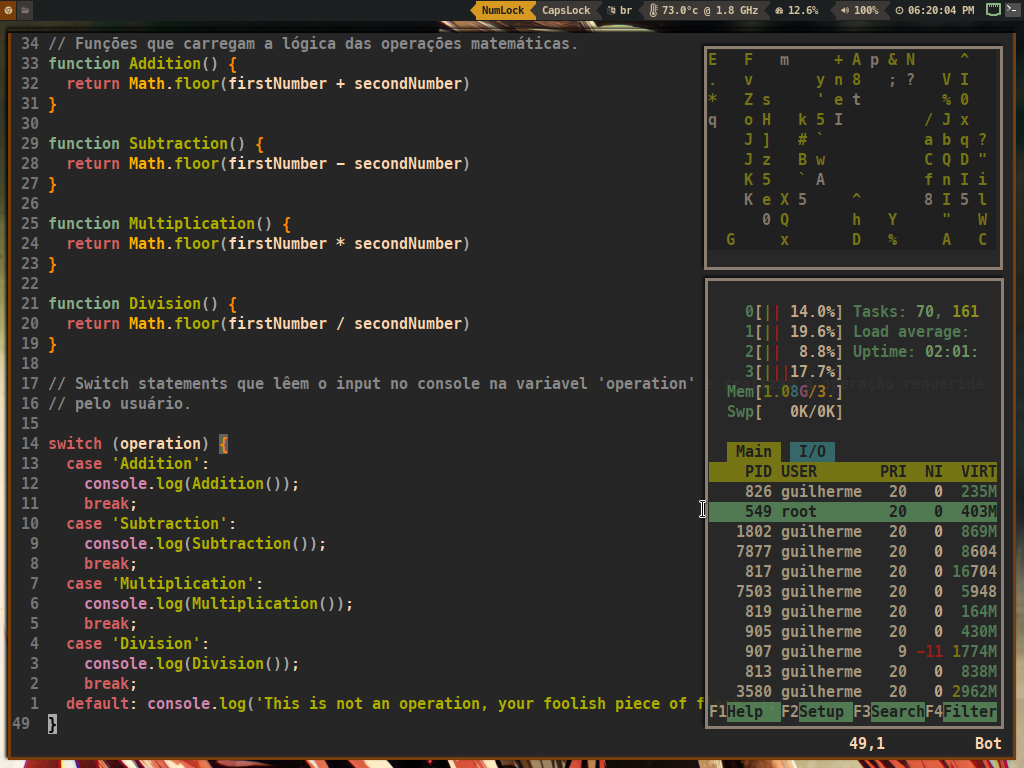 NumLock CapsLock br 73.0°c @ 1.8 GHz 12.6% 100% 06:20:04 PM
34 // Funções que carregam a lógica das operações matemáticas.
33 function Addition() {
32 return Math.floor(firstNumber + secondNumber)
31 }
30
29 function Subtraction() {
28 return Math.floor(firstNumber - secondNumber)
27 }
26
25 function Multiplication() {
24 return Math.floor(firstNumber * secondNumber)
23 }
22
21 function Division() {
20 return Math.floor(firstNumber / secondNumber)
19 }
18
17 // Switch statements que lêem o input no console na variavel 'operation'
16 // pelo usuário.
15
14 switch (operation) {
13 case 'Addition':
12 console.log(Addition());
11 break;
10 case 'Subtraction':
9 console.log(Subtraction());
8 break;
7 case 'Multiplication':
6 console.log(Multiplication());
5 break;
4 case 'Division':
3 console.log(Division());
2 break;
1 default: console.log('This is not an operation, your foolish piece of f
49 }
49,1 Bot
E F m + A p & N ^
. v y n 8 ; ? V I
* Z s ' e t % 0
q o H k 5 I / J x
J ] # ` a b q ?
J z B w C Q D "
K 5 ` A f n I i
K e X 5 ^ 8 I 5 l
0 Q h Y " W
G x D % A C
0[|| 14.0%] Tasks: 70, 161
1[|| 19.6%] Load average:
2[|| 8.8%] Uptime: 02:01:
3[|||17.7%]
Mem[1.08G/3.]
Swp[ 0K/0K]
Main I/O
PID USER PRI NI VIRT
826 guilherme 20 0 235M
549 root 20 0 403M
1802 guilherme 20 0 869M
7877 guilherme 20 0 8604
817 guilherme 20 0 16704
7503 guilherme 20 0 5948
819 guilherme 20 0 164M
905 guilherme 20 0 430M
907 guilherme 9 -11 1774M
813 guilherme 20 0 838M
3580 guilherme 20 0 2962M
F1Help F2Setup F3SearchF4Filter